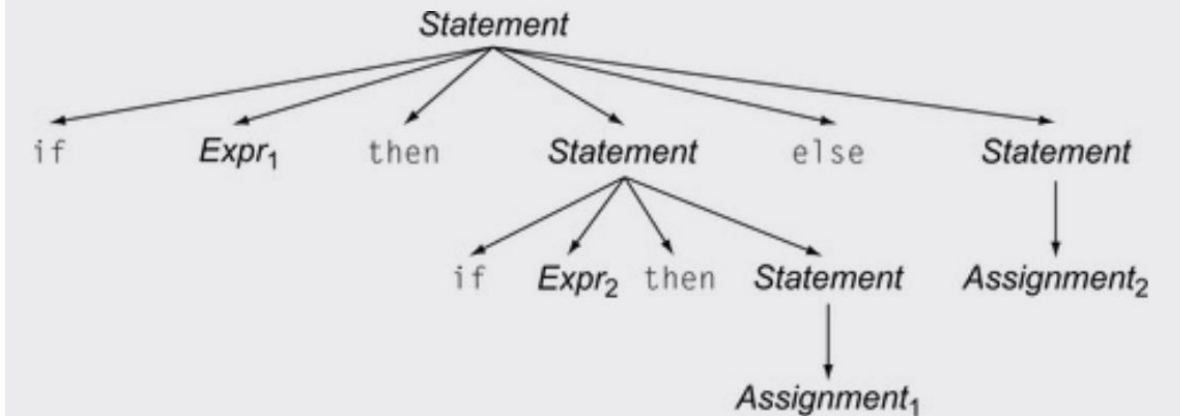 Statement
if Expr₁ then Statement else Statement
if Expr₂ then Statement Assignment₂
Assignment₁